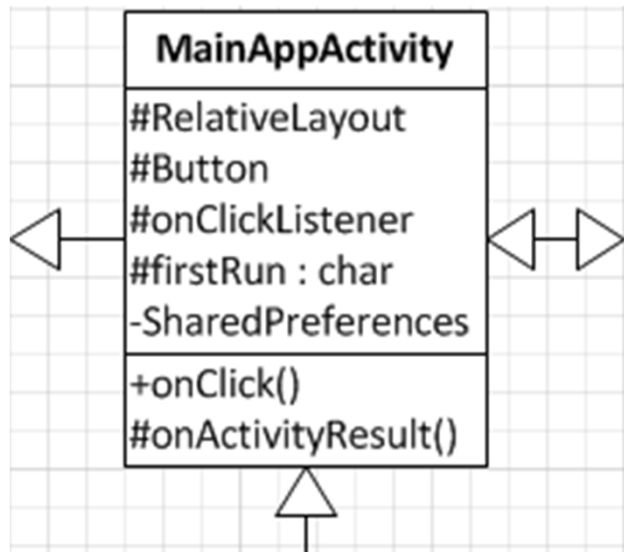 MainAppActivity
#RelativeLayout
#Button
#onClickListener
#firstRun : char
-SharedPreferences
+onClick()
#onActivityResult()